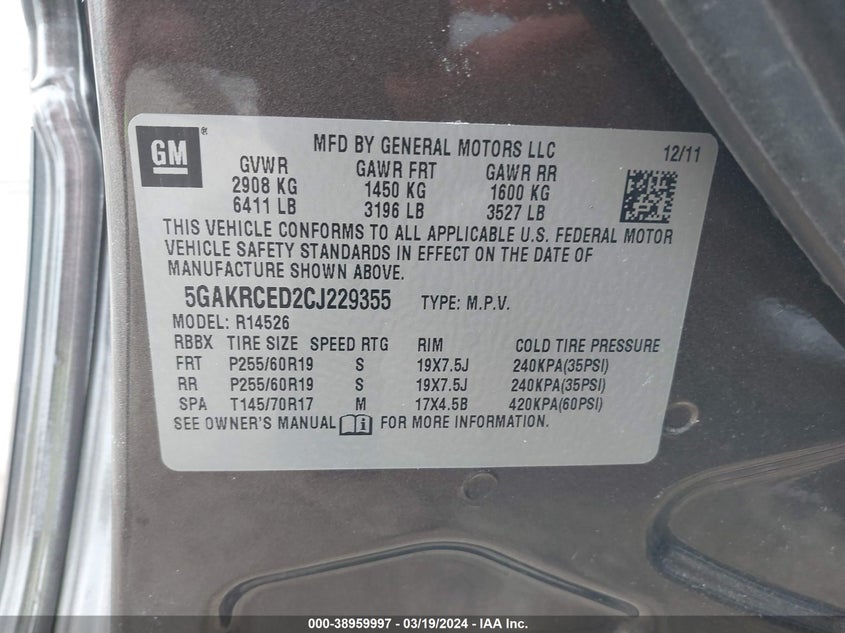 GM ®
MFD BY GENERAL MOTORS LLC 12/11
GVWR GAWR FRT GAWR RR
2908 KG 1450 KG 1600 KG
6411 LB 3196 LB 3527 LB
THIS VEHICLE CONFORMS TO ALL APPLICABLE U.S. FEDERAL MOTOR
VEHICLE SAFETY STANDARDS IN EFFECT ON THE DATE OF
MANUFACTURE SHOWN ABOVE.
5GAKRCED2CJ229355 TYPE: M.P.V.
MODEL: R14526
RBBX TIRE SIZE SPEED RTG RIM COLD TIRE PRESSURE
FRT P255/60R19 S 19X7.5J 240KPA(35PSI)
RR P255/60R19 S 19X7.5J 240KPA(35PSI)
SPA T145/70R17 M 17X4.5B 420KPA(60PSI)
SEE OWNER'S MANUAL i FOR MORE INFORMATION.
000-38959997 - 03/19/2024 - IAA Inc.